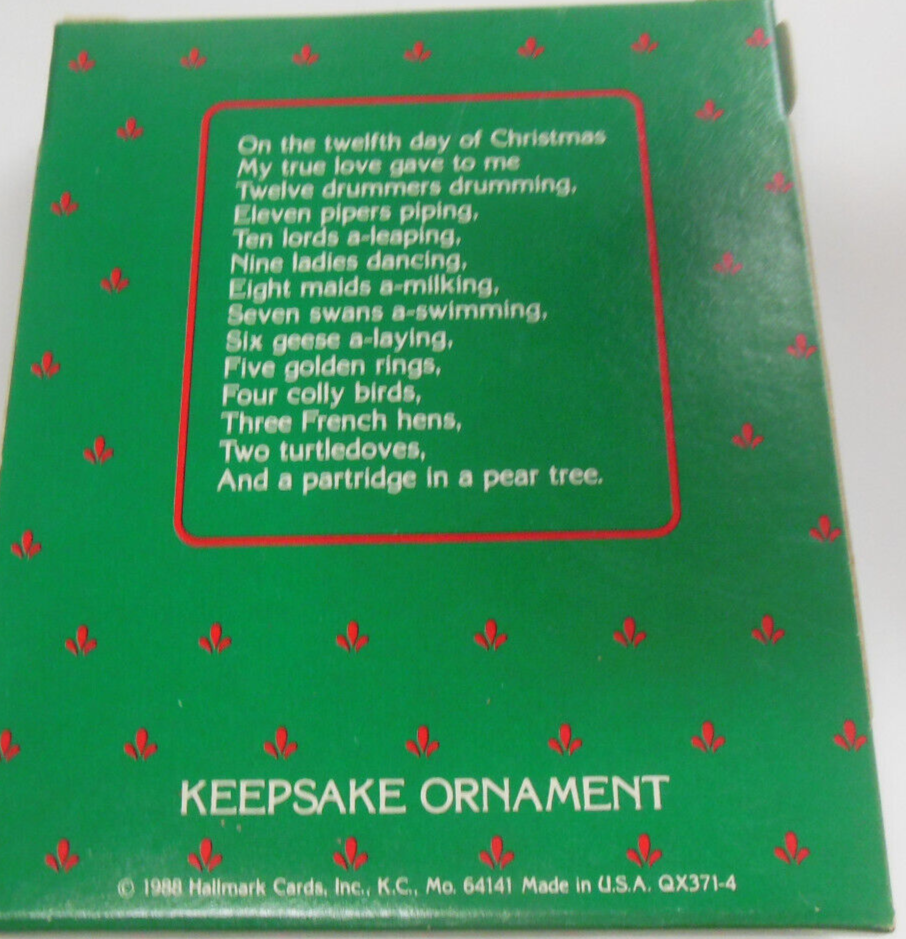 On the twelfth day of Christmas
My true love gave to me
Twelve drummers drumming,
Eleven pipers piping,
Ten lords a-leaping,
Nine ladies dancing,
Eight maids a-milking,
Seven swans a-swimming,
Six geese a-laying,
Five golden rings,
Four colly birds,
Three French hens,
Two turtledoves,
And a partridge in a pear tree.
KEEPSAKE ORNAMENT
© 1988 Hallmark Cards, Inc., K.C., Mo. 64141 Made in U.S.A. QX371-4